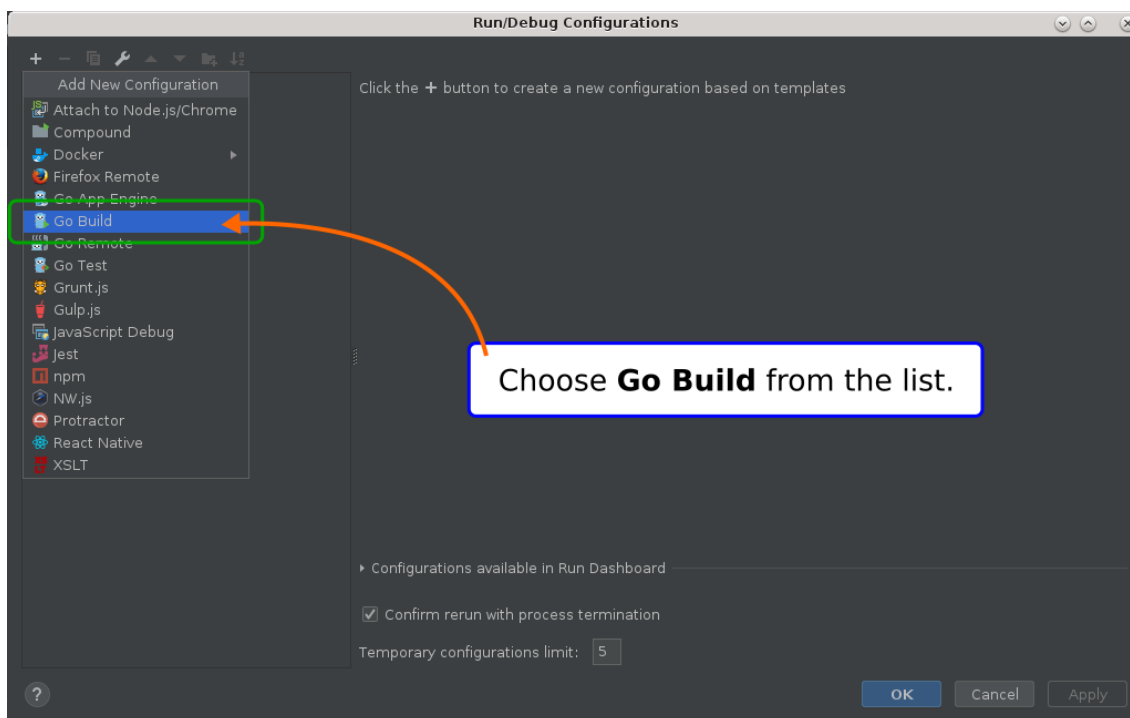 Run/Debug Configurations
Add New Configuration
Click the + button to create a new configuration based on templates
Attach to Node.js/Chrome
Compound
Docker
Firefox Remote
Go App Engine
Go Build
Go Remote
Go Test
Grunt.js
Gulp.js
JavaScript Debug
Jest
npm
NW.js
Protractor
React Native
XSLT
Choose Go Build from the list.
Configurations available in Run Dashboard
Confirm rerun with process termination
Temporary configurations limit: 5
? OK Cancel Apply